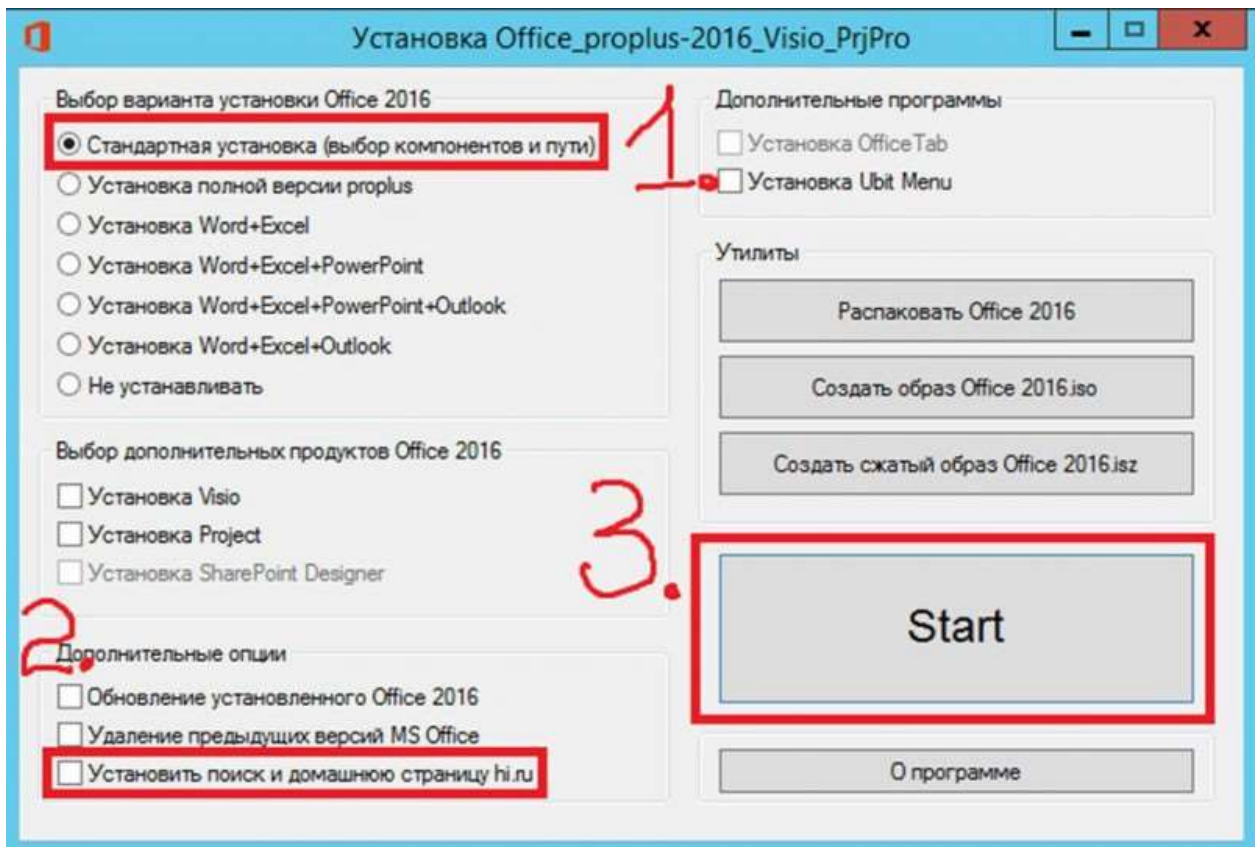 Установка Office_proplus-2016_Visio_PrjPro
Выбор варианта установки Office 2016
Стандартная установка (выбор компонентов и пути)
Установка полной версии proplus
Установка Word+Excel
Установка Word+Excel+PowerPoint
Установка Word+Excel+PowerPoint+Outlook
Установка Word+Excel+Outlook
Не устанавливать
1.
Дополнительные программы
Установка OfficeTab
Установка Ubit Menu
Утилиты
Распаковать Office 2016
Создать образ Office 2016.iso
Создать сжатый образ Office 2016.isz
Выбор дополнительных продуктов Office 2016
Установка Visio
Установка Project
Установка SharePoint Designer
2.
Дополнительные опции
Обновление установленного Office 2016
Удаление предыдущих версий MS Office
Установить поиск и домашнюю страницу hi.ru
3.
Start
О программе